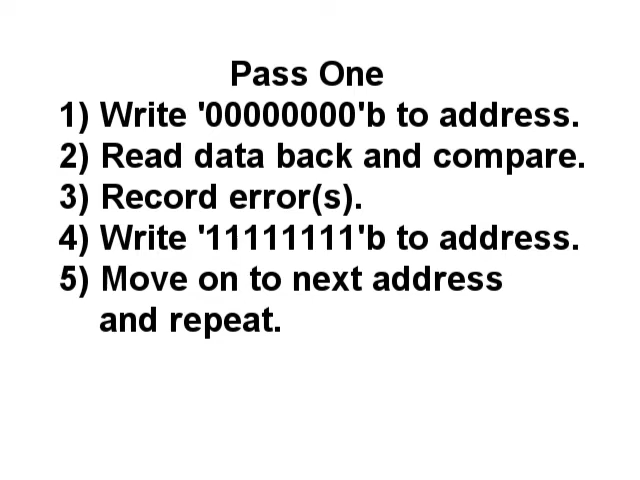 Pass One
1) Write '00000000'b to address.
2) Read data back and compare.
3) Record error(s).
4) Write '11111111'b to address.
5) Move on to next address
and repeat.